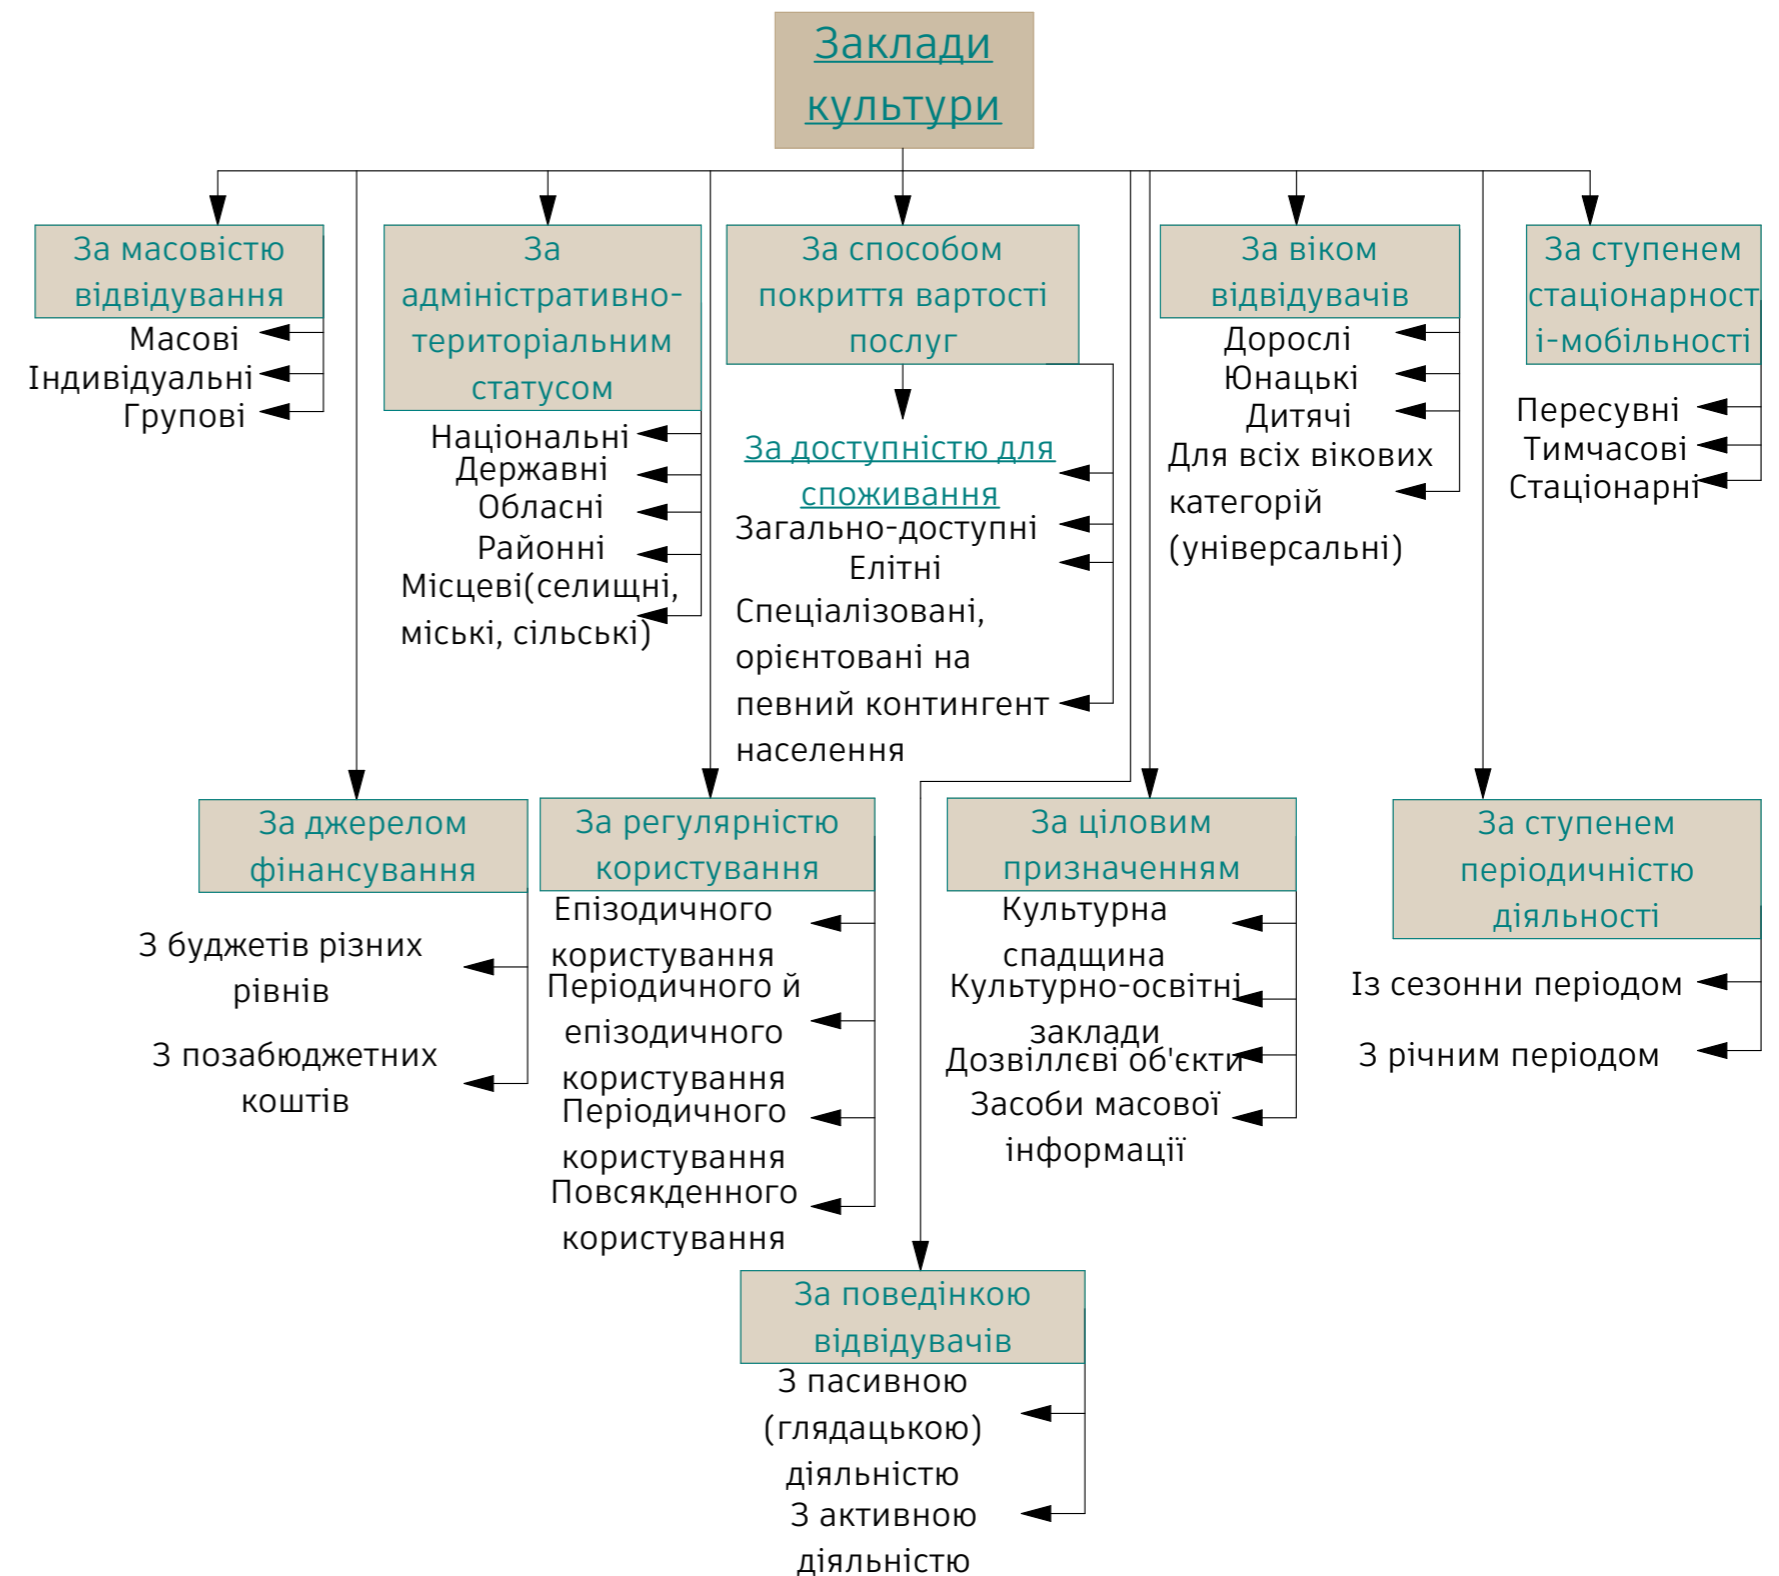 Заклади
культури
За масовістю
відвідування
Масові
Індивідуальні
Групові
За
адміністративно-
територіальним
статусом
Національні
Державні
Обласні
Районні
Місцеві(селищні,
міські, сільські)
За способом
покриття вартості
послуг
За доступністю для
споживання
Загально-доступні
Елітні
Спеціалізовані,
орієнтовані на
певний контингент
населення
За віком
відвідувачів
Дорослі
Юнацькі
Дитячі
Для всіх вікових
категорій
(універсальні)
За ступенем
стаціонарност
і-мобільності
Пересувні
Тимчасові
Стаціонарні
За джерелом
фінансування
З буджетів різних
рівнів
З позабюджетних
коштів
За регулярністю
користування
Епізодичного
користування
Періодичного й
епізодичного
користування
Періодичного
користування
Повсякденного
користування
За ціловим
призначенням
Культурна
спадщина
Культурно-освітні
заклади
Дозвіллєві об'єкти
Засоби масової
інформації
За ступенем
періодичністю
діяльності
Із сезонни періодом
З річним періодом
За поведінкою
відвідувачів
З пасивною
(глядацькою)
діяльністю
З активною
діяльністю